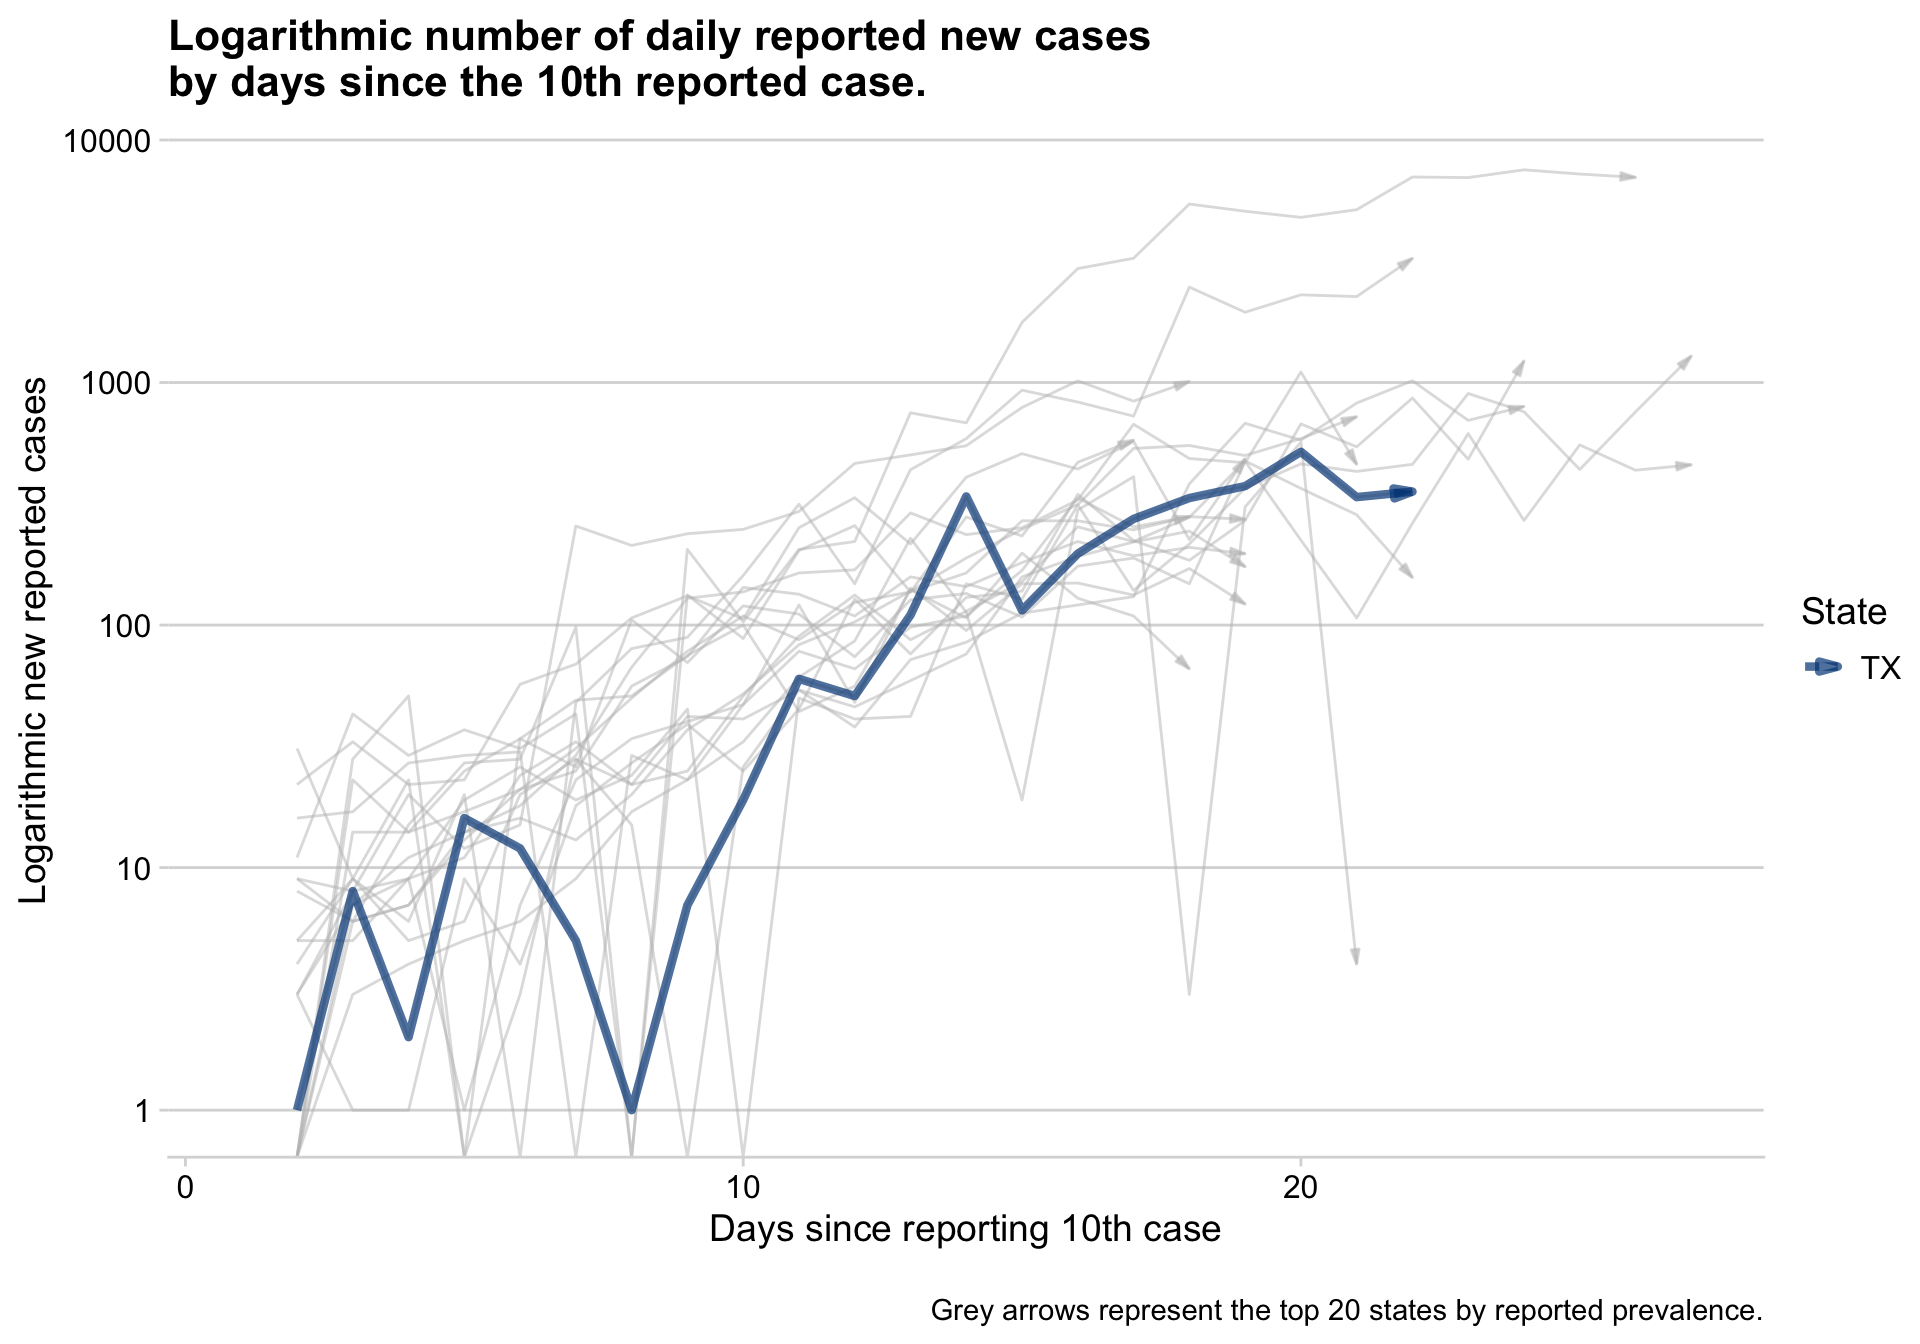 Logarithmic number of daily reported new cases
by days since the 10th reported case.
10000
1000
100
10
1
Logarithmic new reported cases
0
10
20
Days since reporting 10th case
State
TX
Grey arrows represent the top 20 states by reported prevalence.